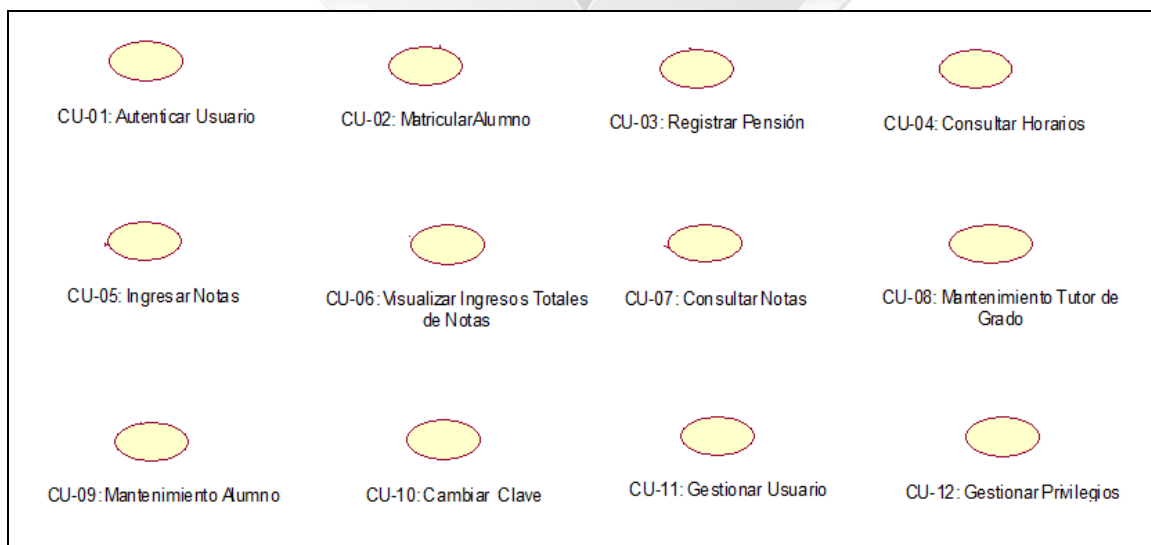 CU-01: Autenticar Usuario
CU-02: MatricularAlumno
CU-03: Registrar Pensión
CU-04: Consultar Horarios
CU-05: Ingresar Notas
CU-06: Visualizar Ingresos Totales
de Notas
CU-07: Consultar Notas
CU-08: Mantenimiento Tutor de
Grado
CU-09: Mantenimiento Alumno
CU-10: Cambiar Clave
CU-11: Gestionar Usuario
CU-12: Gestionar Privilegios